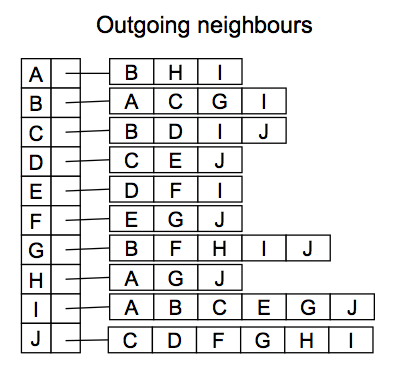 Outgoing neighbours
A B H I
B A C G I
C B D I J
D C E J
E D F I
F E G J
G B F H I J
H A G J
I A B C E G J
J C D F G H I